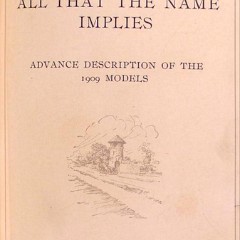 ALL THAT THE NAME
IMPLIES
ADVANCE DESCRIPTION OF THE
1909 MODELS